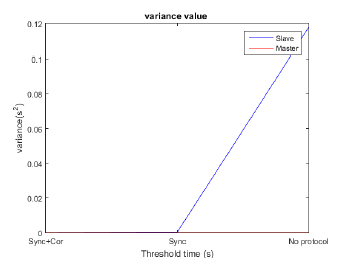 variance value
0.12
0.1
0.08
0.06
0.04
0.02
0
variance(s²)
Slave
Master
Sync+Cor
Sync
No protocol
Threshold time (s)